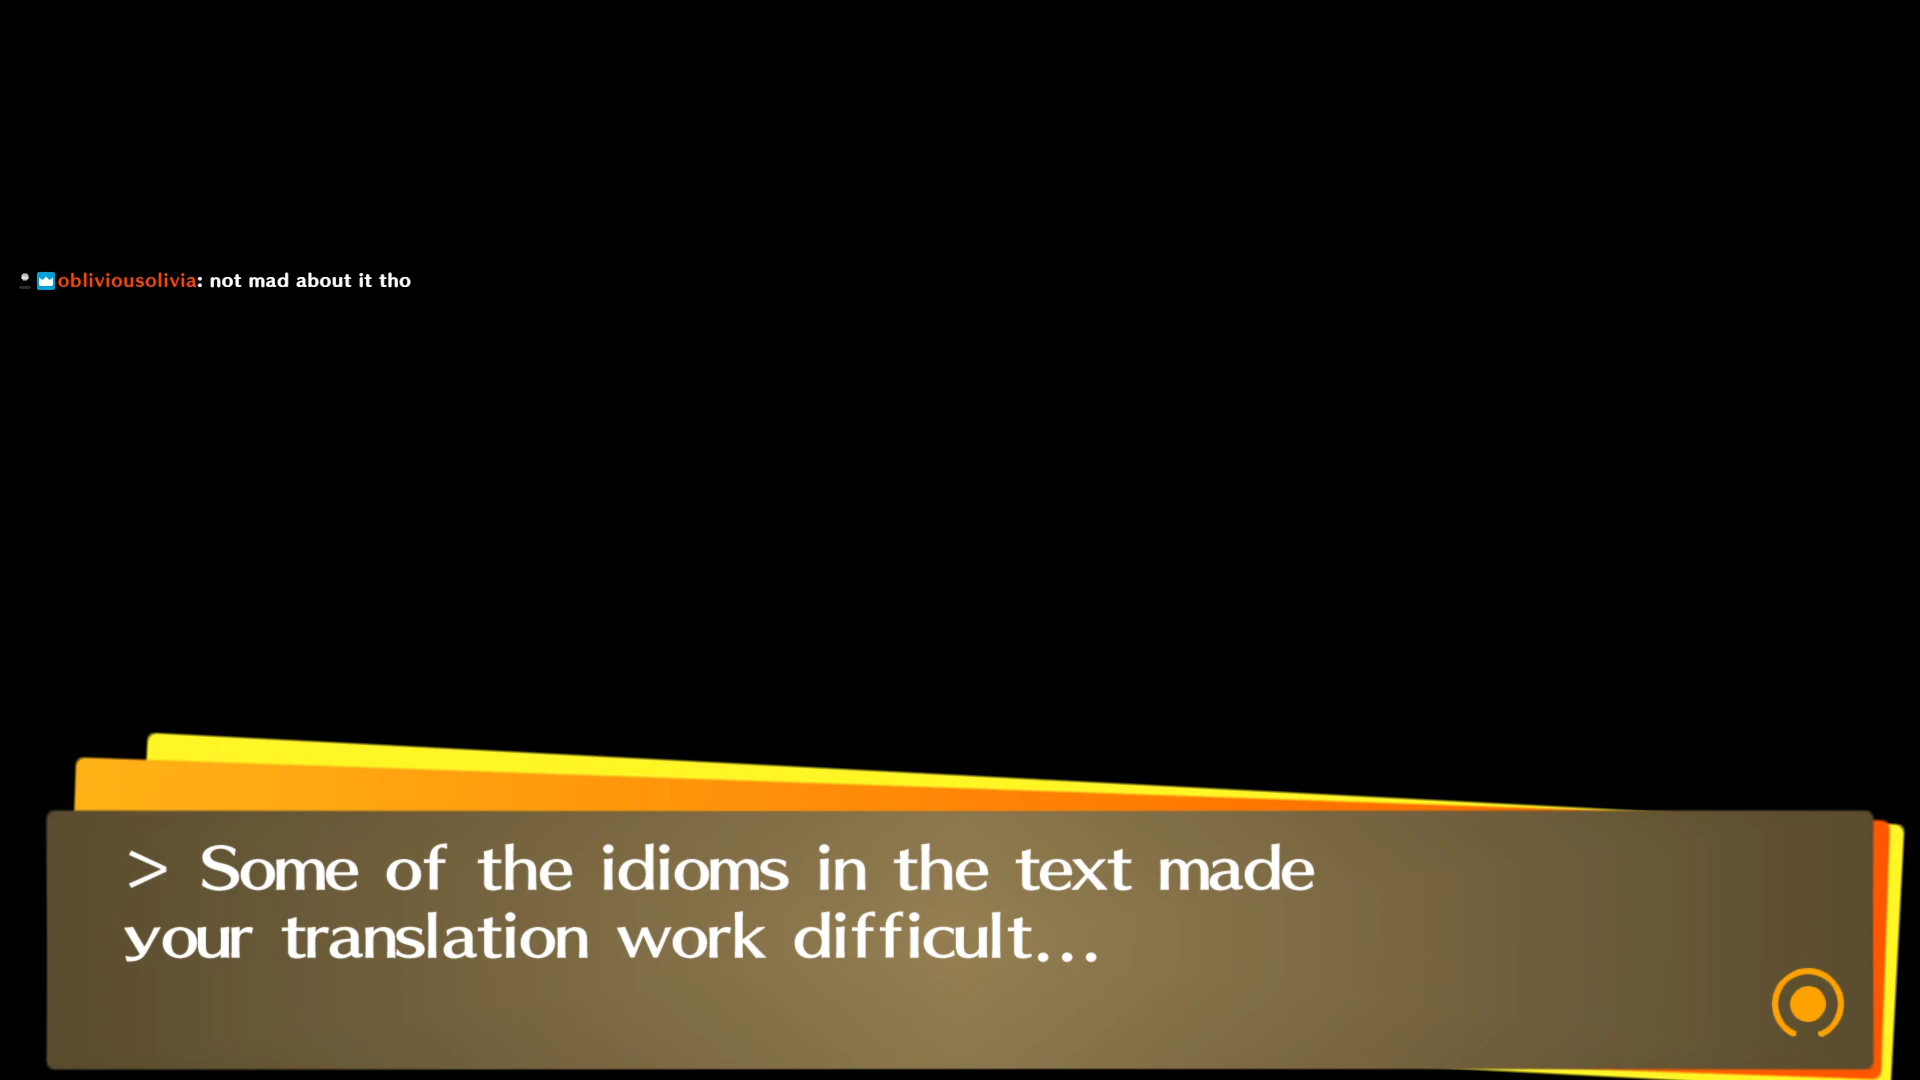 obliviousolivia: not mad about it tho
> Some of the idioms in the text made
your translation work difficult...